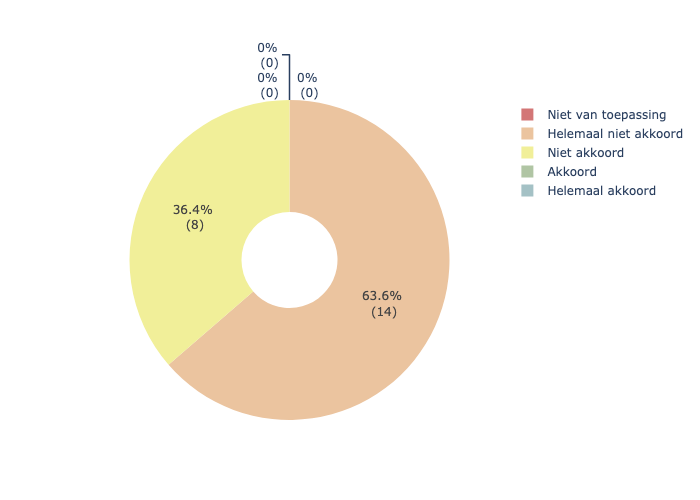 0%
(0)
0%
(0)
0%
(0)
36.4%
(8)
63.6%
(14)
Niet van toepassing
Helemaal niet akkoord
Niet akkoord
Akkoord
Helemaal akkoord